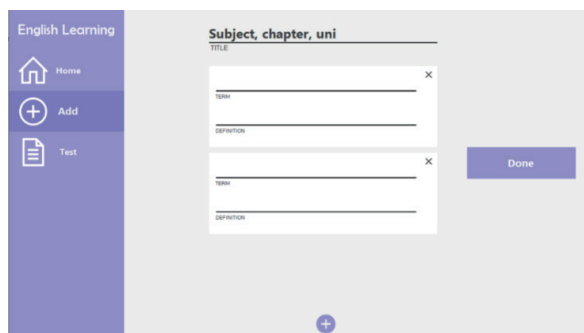 English Learning
Home
Add
Test
Subject, chapter, uni
TITLE
TERM
DEFINITION
TERM
DEFINITION
Done